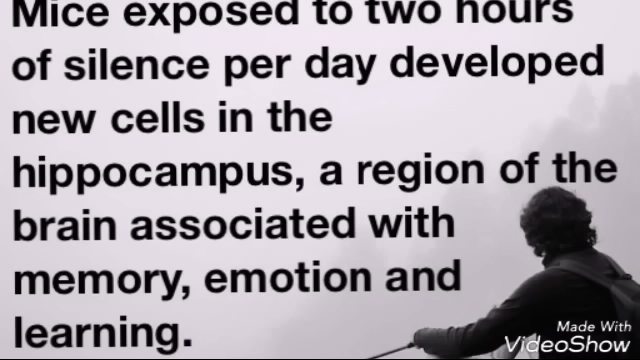 Mice exposed to two hours
of silence per day developed
new cells in the
hippocampus, a region of the
brain associated with
memory, emotion and
learning.
Made With
VideoShow